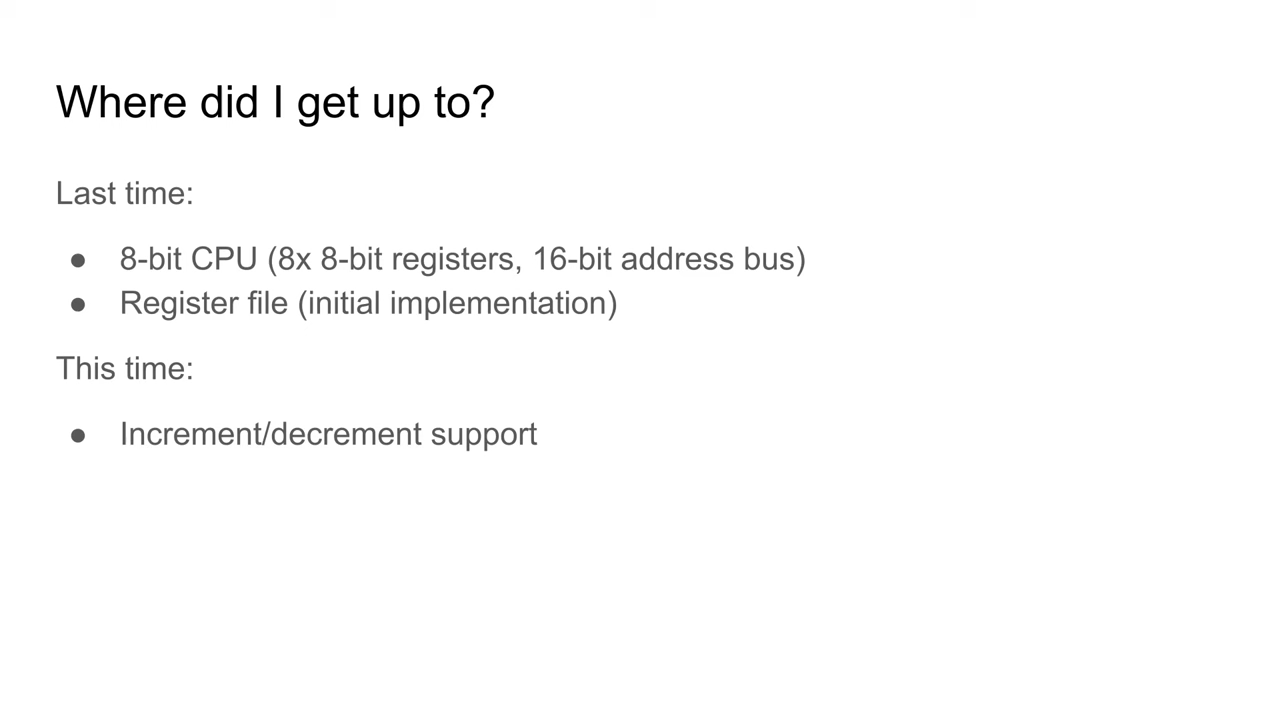 Where did I get up to?
Last time:
● 8-bit CPU (8x 8-bit registers, 16-bit address bus)
● Register file (initial implementation)
This time:
● Increment/decrement support